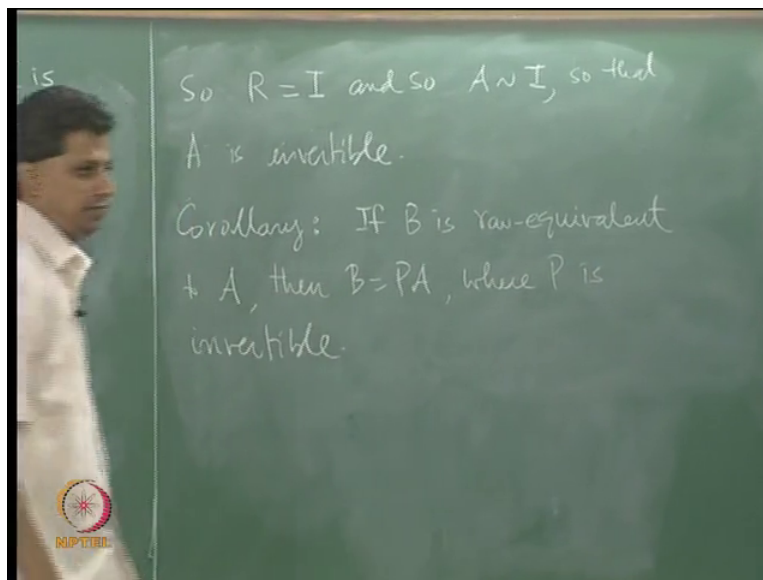 is
So R = I and so A ~ I, so that
A is invertible.
Corollary: If B is row-equivalent
to A, then B = PA, where P is
invertible.
NPTEL